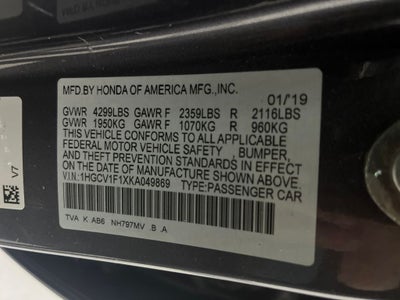 MFD.BY HONDA OF AMERICA MFG.,INC.
01/'19
GVWR 4299LBS GAWR F 2359LBS R 2116LBS
GVWR 1950KG GAWR F 1070KG R 960KG
THIS VEHICLE CONFORMS TO ALL APPLICABLE
FEDERAL MOTOR VEHICLE SAFETY, BUMPER,
AND THEFT PREVENTION STANDARDS IN EFFECT
ON THE DATE OF MANUFACTURE SHOWN ABOVE.
V.I.N.:1HGCV1F1XKA049869 TYPE:PASSENGER CAR
TVA K AB6 NH797MV B .A
V7